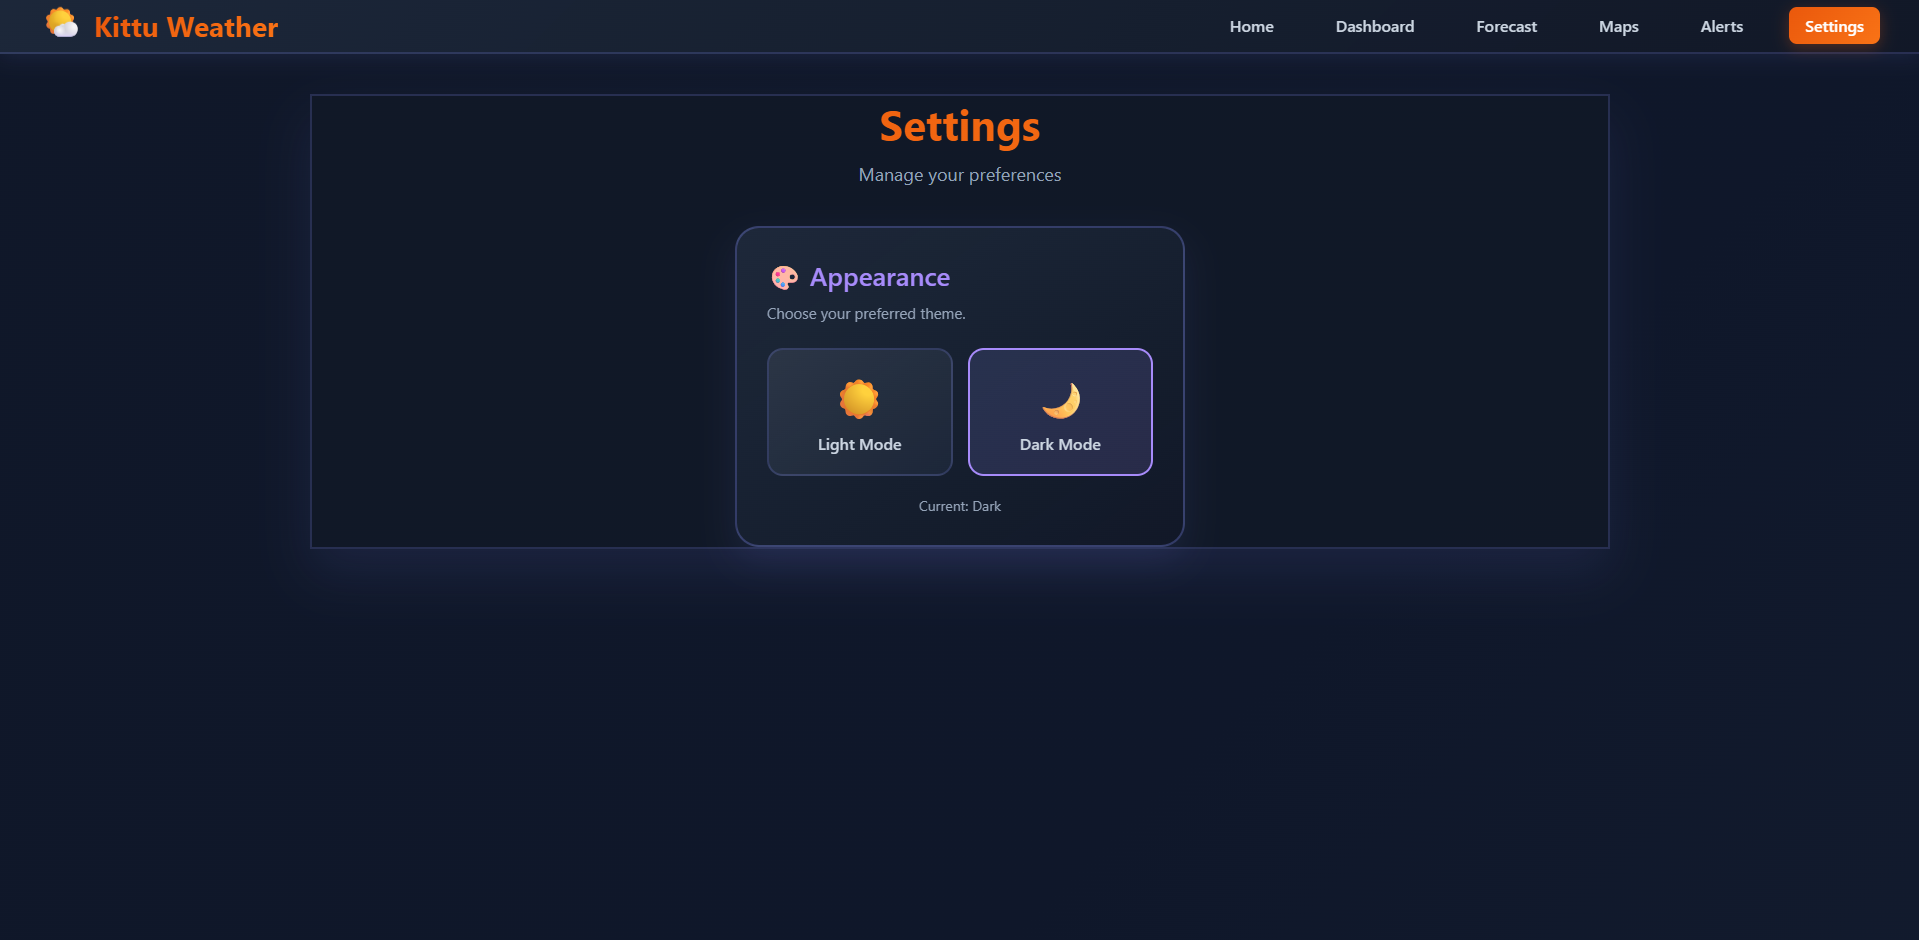 Kittu Weather
Home Dashboard Forecast Maps Alerts Settings
Settings
Manage your preferences
Appearance
Choose your preferred theme.
Light Mode Dark Mode
Current: Dark